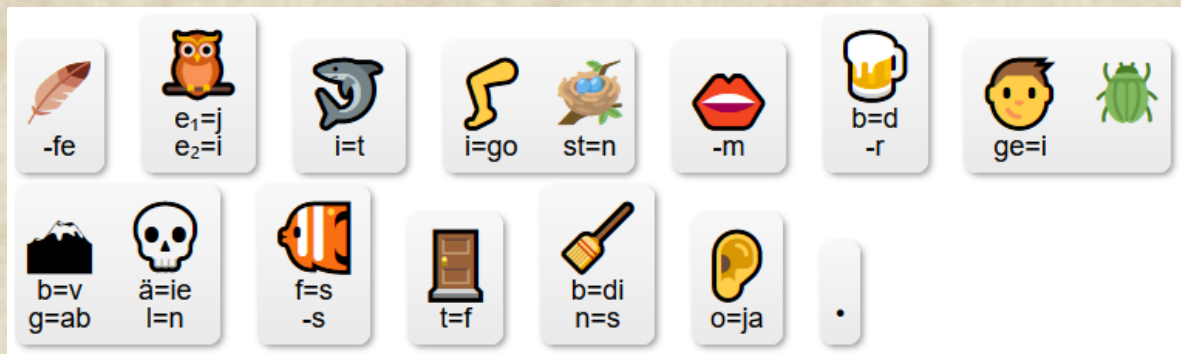 -fe e₁=j e₂=i i=t i=go st=n -m b=d -r ge=i
b=v g=ab ä=ie l=n f=s -s t=f b=di n=s o=ja .